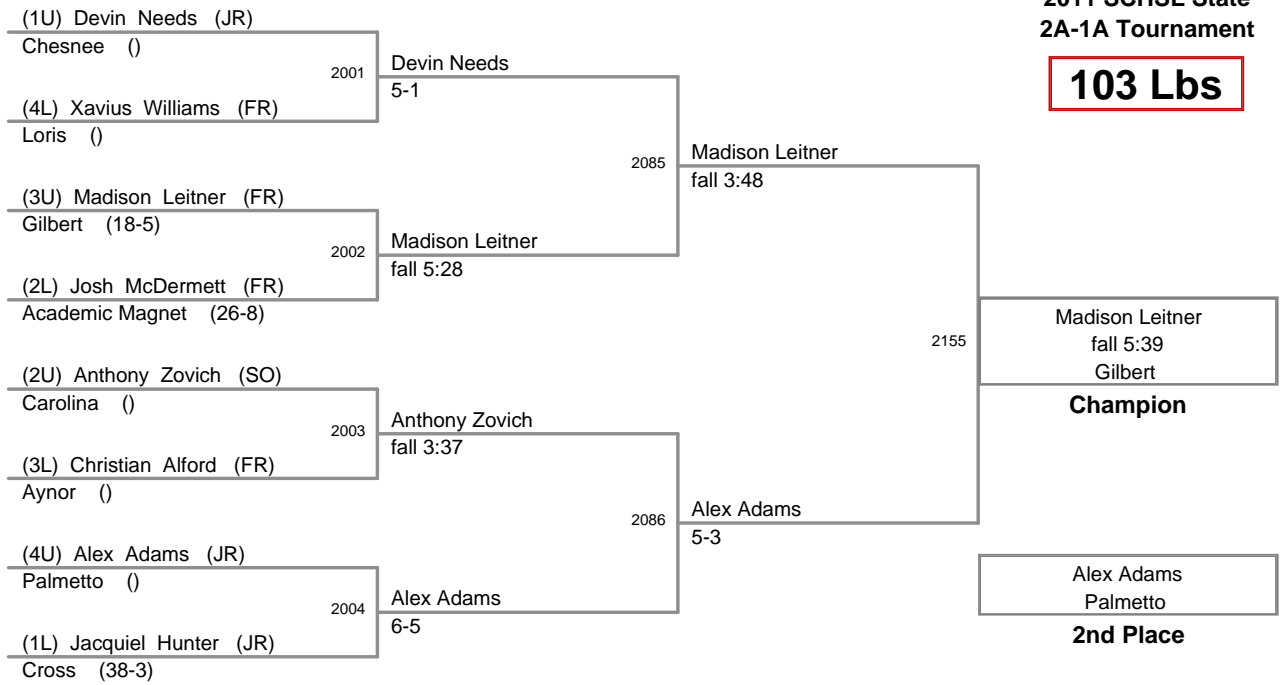 2011 SCHSL State
2A-1A Tournament
103 Lbs
(1U) Devin Needs (JR)
Chesnee ()
2001
Devin Needs
5-1
(4L) Xavius Williams (FR)
Loris ()
2085
Madison Leitner
fall 3:48
(3U) Madison Leitner (FR)
Gilbert (18-5)
2002
Madison Leitner
fall 5:28
(2L) Josh McDermett (FR)
Academic Magnet (26-8)
2155
Madison Leitner
fall 5:39
Gilbert
Champion
(2U) Anthony Zovich (SO)
Carolina ()
2003
Anthony Zovich
fall 3:37
(3L) Christian Alford (FR)
Aynor ()
2086
Alex Adams
5-3
(4U) Alex Adams (JR)
Palmetto ()
2004
Alex Adams
6-5
(1L) Jacquiel Hunter (JR)
Cross (38-3)
Alex Adams
Palmetto
2nd Place